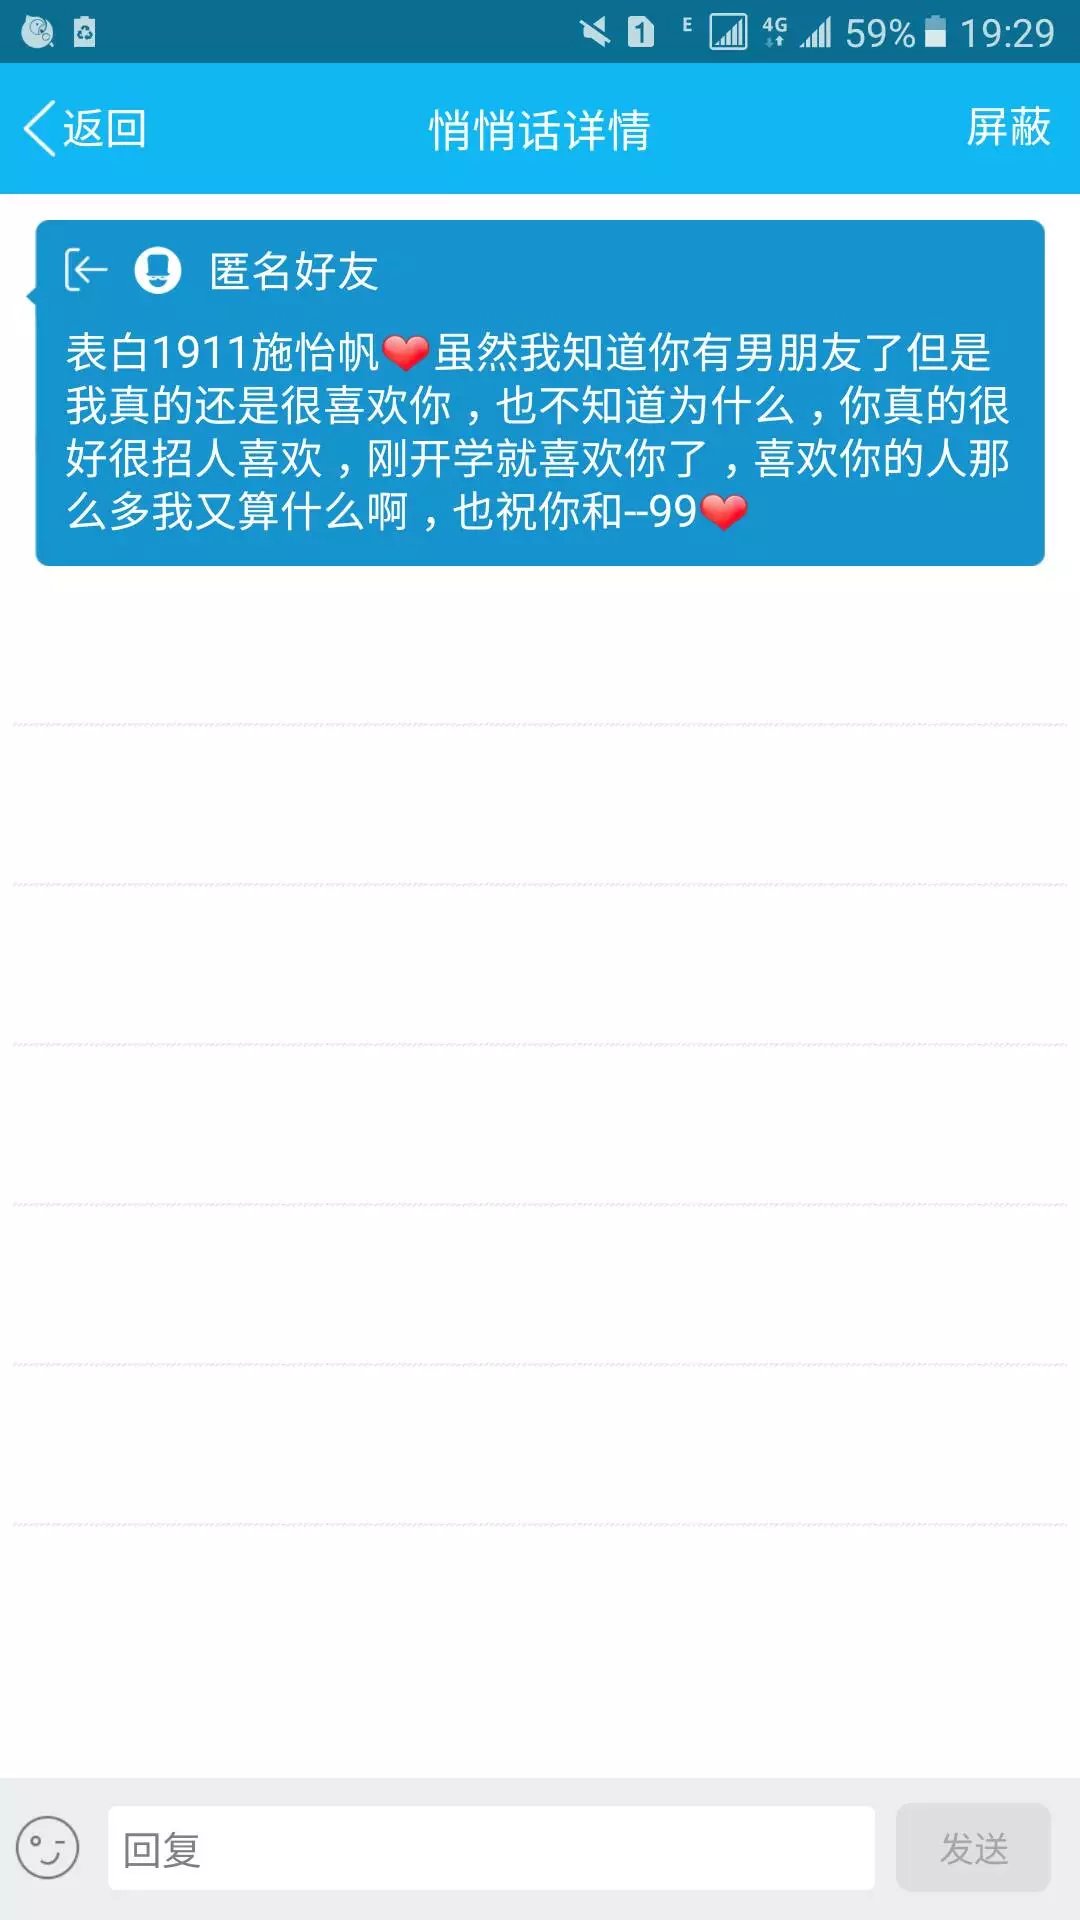 1 E 4G 59% 19:29
返回 悄悄话详情 屏蔽
匿名好友
表白1911施怡帆❤虽然我知道你有男朋友了但是
我真的还是很喜欢你，也不知道为什么，你真的很
好很招人喜欢，刚开学就喜欢你了，喜欢你的人那
么多我又算什么啊，也祝你和--99❤
回复 发送